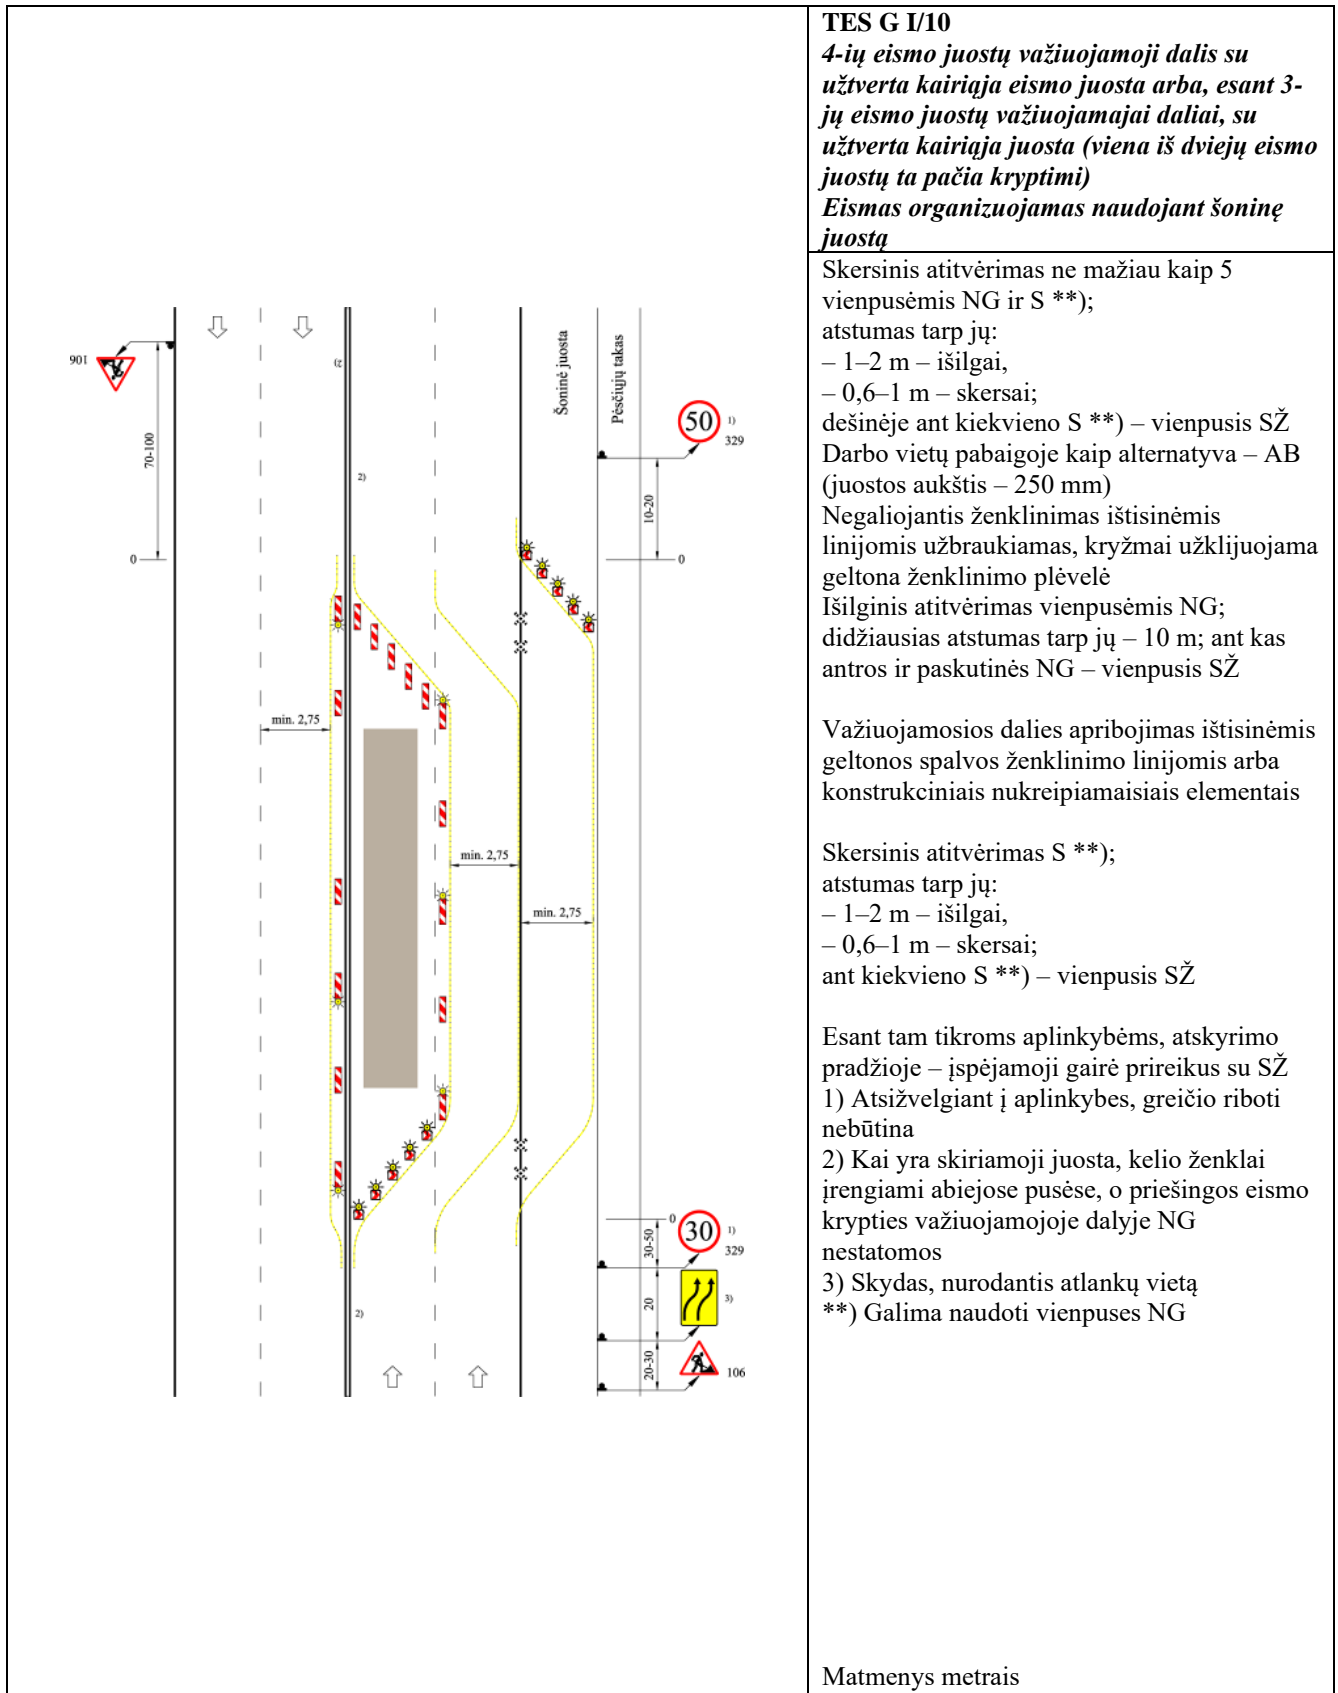 TES G I/10
4-ių eismo juostų važiuojamoji dalis su
užtverta kairiąja eismo juosta arba, esant 3-
jų eismo juostų važiuojamajai daliai, su
užtverta kairiąja juosta (viena iš dviejų eismo
juostų ta pačia kryptimi)
Eismas organizuojamas naudojant šoninę
juostą
Skersinis atitvėrimas ne mažiau kaip 5
vienpusėmis NG ir S **);
atstumas tarp jų:
– 1–2 m – išilgai,
– 0,6–1 m – skersai;
dešinėje ant kiekvieno S **) – vienpusis SŽ
Darbo vietų pabaigoje kaip alternatyva – AB
(juostos aukštis – 250 mm)
Negaliojantis ženklinimas ištisinėmis
linijomis užbraukiamas, kryžmai užklijuojama
geltona ženklinimo plėvelė
Išilginis atitvėrimas vienpusėmis NG;
didžiausias atstumas tarp jų – 10 m; ant kas
antros ir paskutinės NG – vienpusis SŽ
Važiuojamosios dalies apribojimas ištisinėmis
geltonos spalvos ženklinimo linijomis arba
konstrukciniais nukreipiamaisiais elementais
Skersinis atitvėrimas S **);
atstumas tarp jų:
– 1–2 m – išilgai,
– 0,6–1 m – skersai;
ant kiekvieno S **) – vienpusis SŽ
Esant tam tikroms aplinkybėms, atskyrimo
pradžioje – įspėjamoji gairė prireikus su SŽ
1) Atsižvelgiant į aplinkybes, greičio riboti
nebūtina
2) Kai yra skiriamoji juosta, kelio ženklai
įrengiami abiejose pusėse, o priešingos eismo
krypties važiuojamojoje dalyje NG
nestatomos
3) Skydas, nurodantis atlankų vietą
**) Galima naudoti vienpuses NG
Matmenys metrais
106
70-100
0
2)
2)
Šoninė juosta
Pėsčiųjų takas
50
1)
329
10-20
0
min. 2,75
min. 2,75
min. 2,75
0
30-50
30
1)
329
20
3)
20-30
106
2)